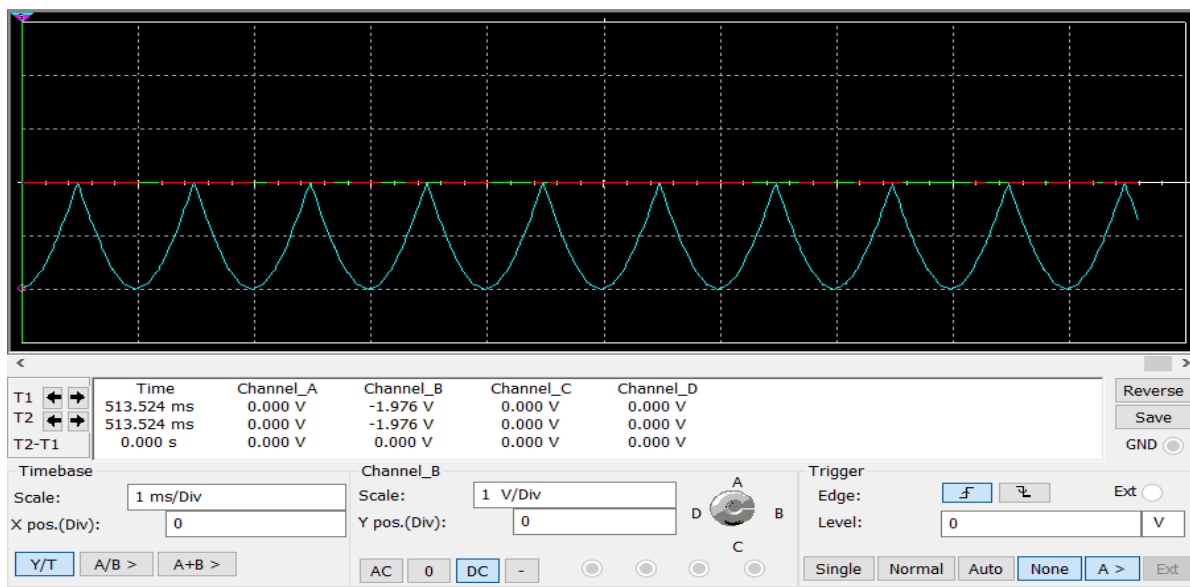 Time Channel_A Channel_B Channel_C Channel_D
T1 513.524 ms 0.000 V -1.976 V 0.000 V 0.000 V
T2 513.524 ms 0.000 V -1.976 V 0.000 V 0.000 V
T2-T1 0.000 s 0.000 V 0.000 V 0.000 V 0.000 V
Reverse
Save
GND
Timebase
Scale: 1 ms/Div
X pos.(Div): 0
Y/T A/B > A+B >
Channel_B
Scale: 1 V/Div
Y pos.(Div): 0
AC 0 DC -
A
D B
C
Trigger
Edge: Ext
Level: 0 V
Single Normal Auto None A > Ext